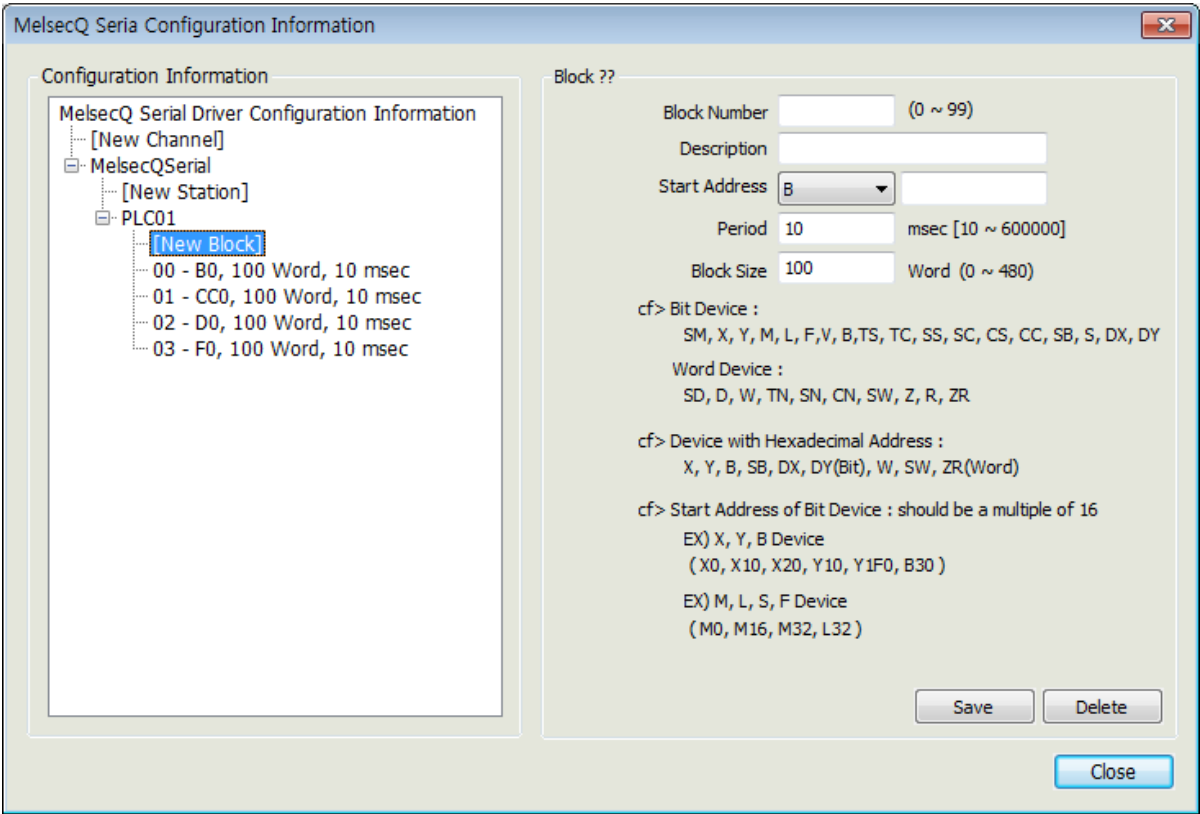 MelsecQ Seria Configuration Information
Configuration Information
MelsecQ Serial Driver Configuration Information
[New Channel]
MelsecQSerial
[New Station]
PLC01
[New Block]
00 - B0, 100 Word, 10 msec
01 - CC0, 100 Word, 10 msec
02 - D0, 100 Word, 10 msec
03 - F0, 100 Word, 10 msec
Block ??
Block Number (0 ~ 99)
Description
Start Address B
Period 10 msec [10 ~ 600000]
Block Size 100 Word (0 ~ 480)
cf> Bit Device :
SM, X, Y, M, L, F,V, B,TS, TC, SS, SC, CS, CC, SB, S, DX, DY
Word Device :
SD, D, W, TN, SN, CN, SW, Z, R, ZR
cf> Device with Hexadecimal Address :
X, Y, B, SB, DX, DY(Bit), W, SW, ZR(Word)
cf> Start Address of Bit Device : should be a multiple of 16
EX) X, Y, B Device
( X0, X10, X20, Y10, Y1F0, B30 )
EX) M, L, S, F Device
( M0, M16, M32, L32 )
Save Delete
Close